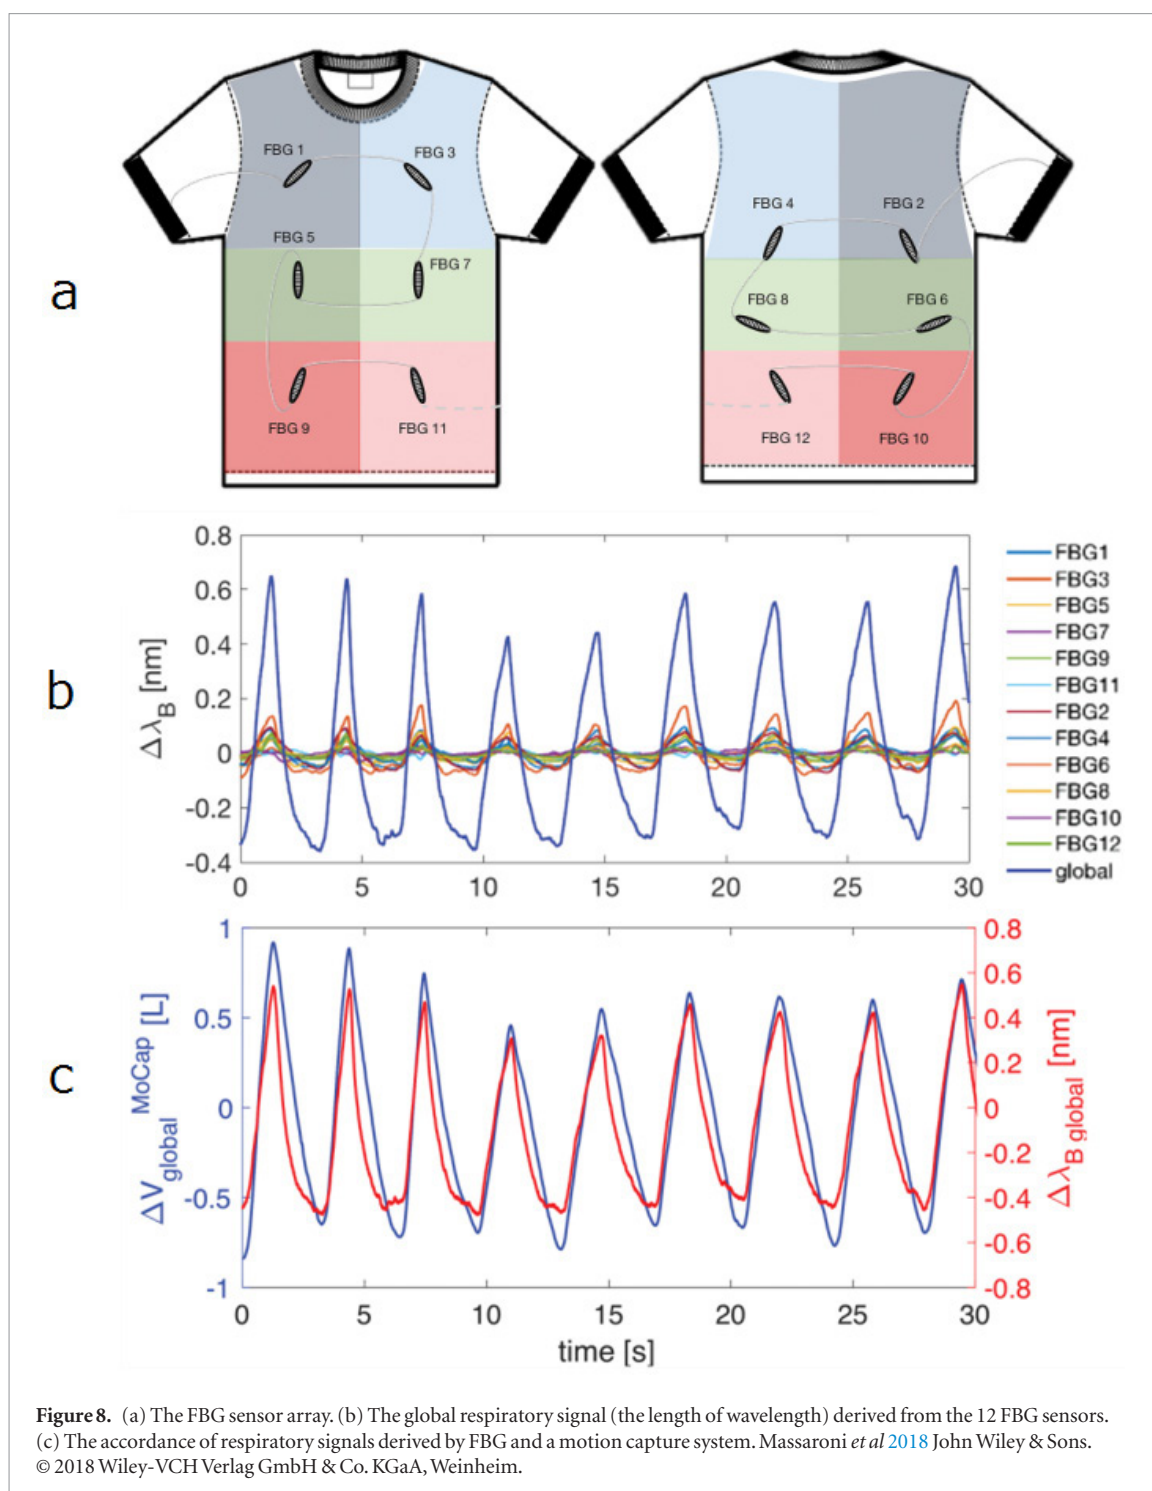 FBG 1
FBG 3
FBG 5
FBG 7
FBG 9
FBG 11
FBG 4
FBG 2
FBG 8
FBG 6
FBG 12
FBG 10
a
b
0.8
0.6
0.4
0.2
0
-0.2
-0.4
ΔλB [nm]
0 5 10 15 20 25 30
FBG1
FBG3
FBG5
FBG7
FBG9
FBG11
FBG2
FBG4
FBG6
FBG8
FBG10
FBG12
global
c
1
0.5
0
-0.5
-1
ΔVglobal MoCap [L]
0.8
0.6
0.4
0.2
0
-0.2
-0.4
-0.6
-0.8
ΔλB global [nm]
0 5 10 15 20 25 30
time [s]
Figure 8. (a) The FBG sensor array. (b) The global respiratory signal (the length of wavelength) derived from the 12 FBG sensors.
(c) The accordance of respiratory signals derived by FBG and a motion capture system. Massaroni et al 2018 John Wiley & Sons.
© 2018 Wiley-VCH Verlag GmbH & Co. KGaA, Weinheim.